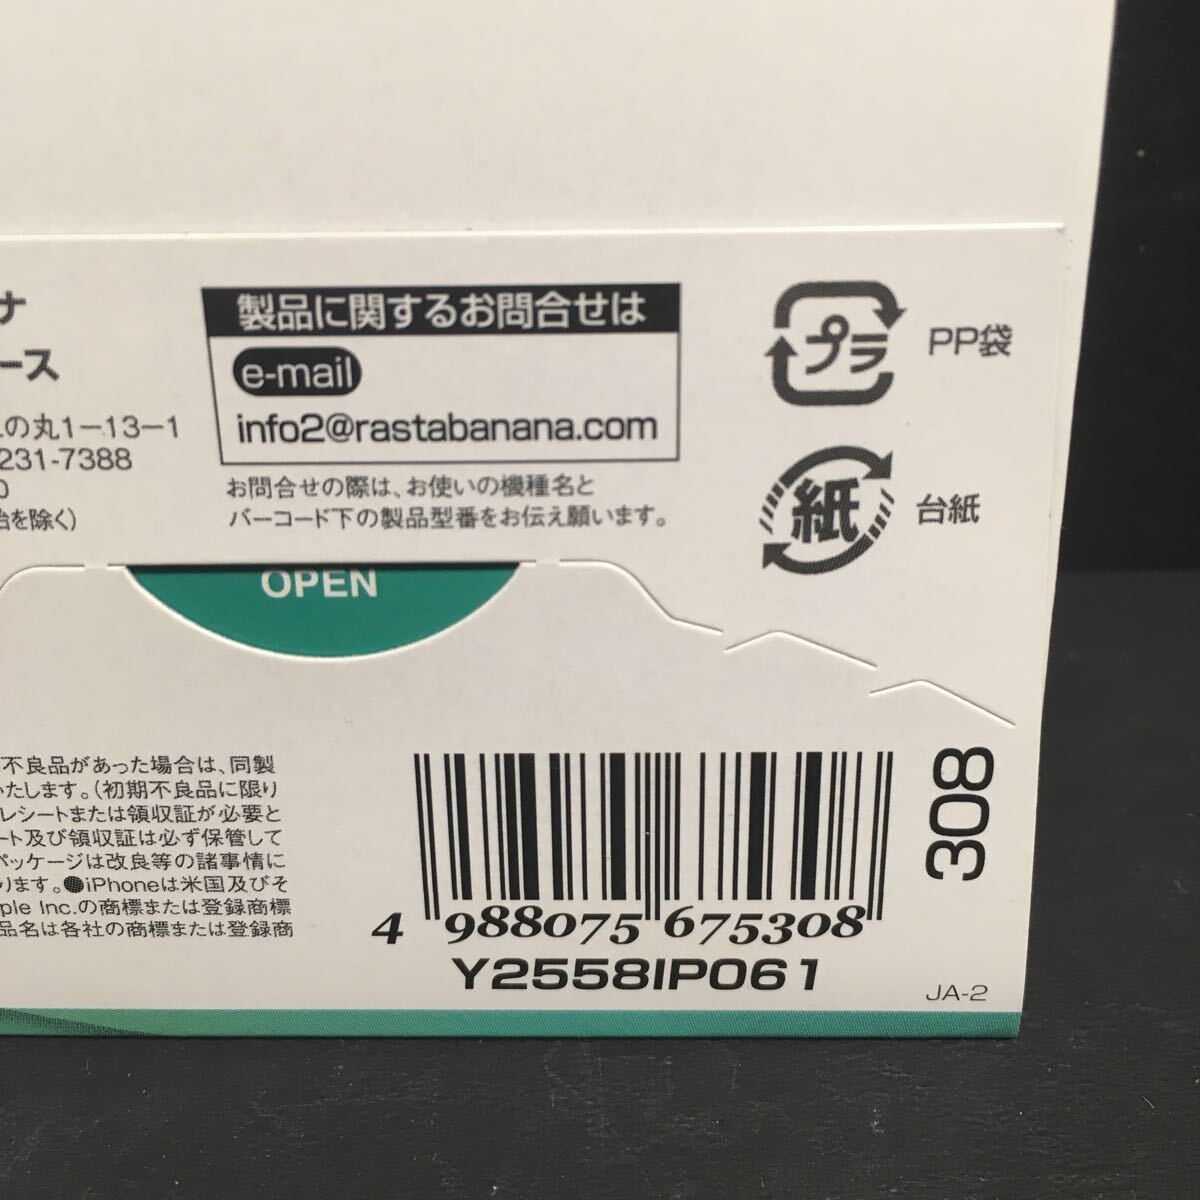 ナ
ース
の丸1-13-1
231-7388
0
を除く)
製品に関するお問合せは
e-mail
info2@rastabanana.com
お問合せの際は、お使いの機種名と
バーコード下の製品型番をお伝え願います。
プラ
PP袋
紙
台紙
OPEN
不良品があった場合は、同製
いたします。(初期不良品に限り
レシートまたは領収証が必要と
ート及び領収証は必ず保管して
パッケージは改良等の諸事情に
ります。●iPhoneは米国及びそ
ple Inc.の商標または登録商標
品名は各社の商標または登録商
4 988075 675308
Y2558IP061
308
JA-2